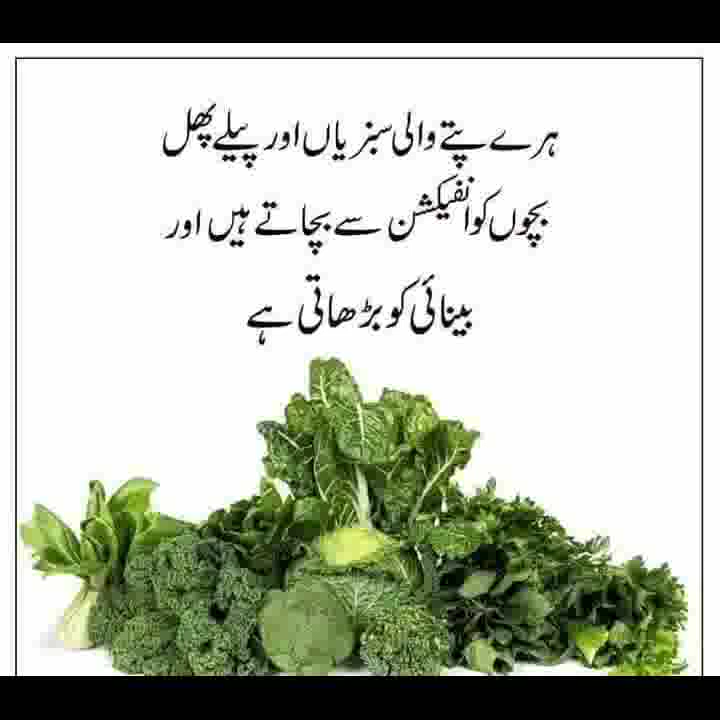 ہرے پتے والی سبزیاں اور پیلے پھل
بچوں کو انفیکشن سے بچاتے ہیں اور
بینائی کو بڑھاتی ہے